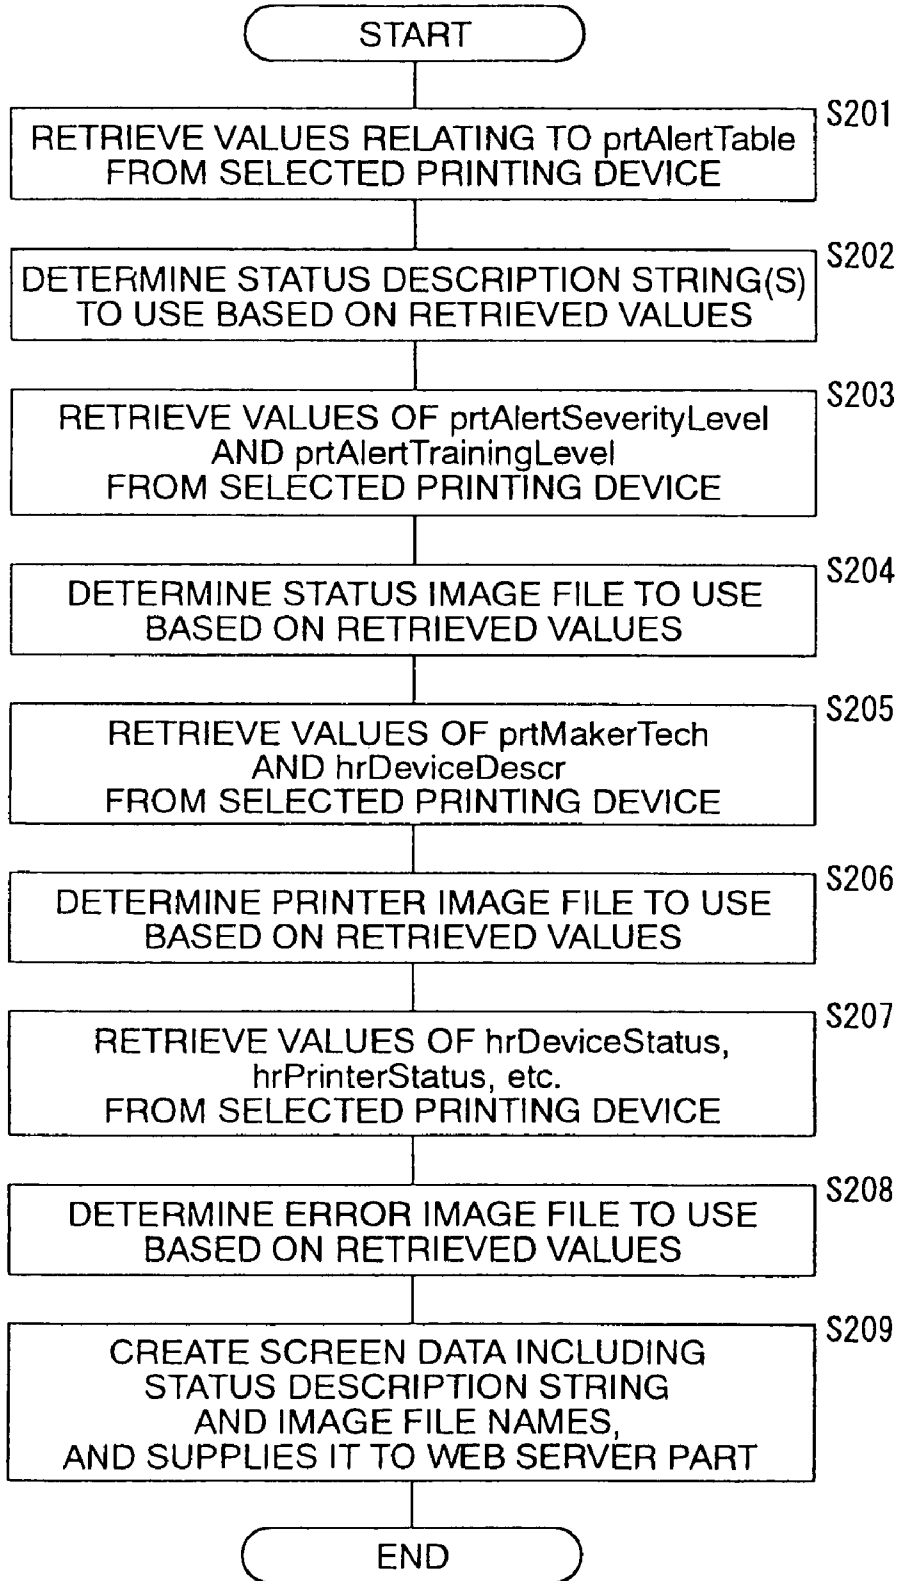 START
S201
RETRIEVE VALUES RELATING TO prtAlertTable
FROM SELECTED PRINTING DEVICE
S202
DETERMINE STATUS DESCRIPTION STRING(S)
TO USE BASED ON RETRIEVED VALUES
S203
RETRIEVE VALUES OF prtAlertSeverityLevel
AND prtAlertTrainingLevel
FROM SELECTED PRINTING DEVICE
S204
DETERMINE STATUS IMAGE FILE TO USE
BASED ON RETRIEVED VALUES
S205
RETRIEVE VALUES OF prtMakerTech
AND hrDeviceDescr
FROM SELECTED PRINTING DEVICE
S206
DETERMINE PRINTER IMAGE FILE TO USE
BASED ON RETRIEVED VALUES
S207
RETRIEVE VALUES OF hrDeviceStatus,
hrPrinterStatus, etc.
FROM SELECTED PRINTING DEVICE
S208
DETERMINE ERROR IMAGE FILE TO USE
BASED ON RETRIEVED VALUES
S209
CREATE SCREEN DATA INCLUDING
STATUS DESCRIPTION STRING
AND IMAGE FILE NAMES,
AND SUPPLIES IT TO WEB SERVER PART
END